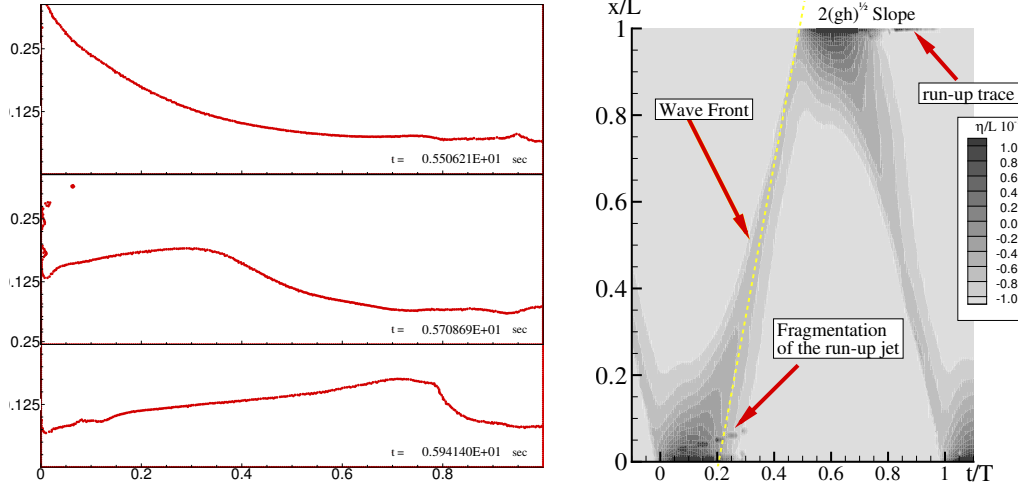 0.25
0.125
t = 0.550621E+01 sec
0.25
0.125
t = 0.570869E+01 sec
0.25
0.125
t = 0.594140E+01 sec
0 0.2 0.4 0.6 0.8
x/L
2(gh)½ Slope
1
0.8
0.6
0.4
0.2
0
0 0.2 0.4 0.6 0.8 1 t/T
run-up trace
Wave Front
Fragmentation
of the run-up jet
η/L 10
1.0
0.8
0.6
0.4
0.2
0.0
-0.2
-0.4
-0.6
-0.8
-1.0